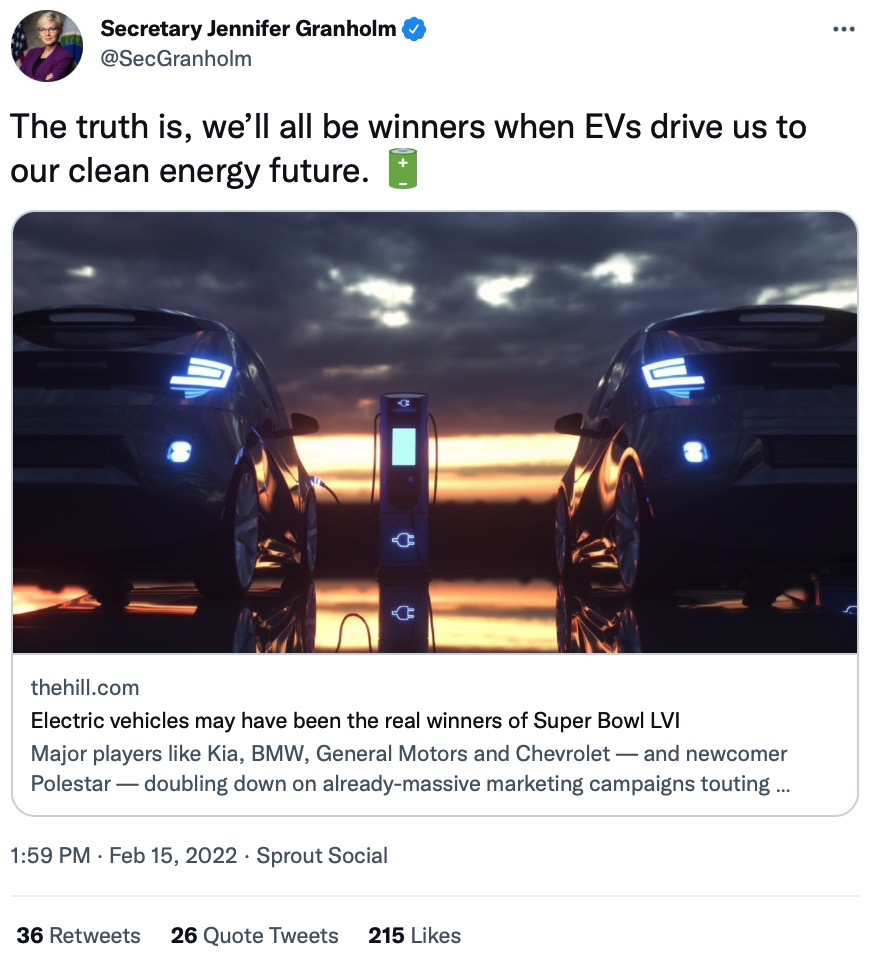 Secretary Jennifer Granholm
@SecGranholm
The truth is, we’ll all be winners when EVs drive us to
our clean energy future.
thehill.com
Electric vehicles may have been the real winners of Super Bowl LVI
Major players like Kia, BMW, General Motors and Chevrolet — and newcomer
Polestar — doubling down on already-massive marketing campaigns touting ...
1:59 PM · Feb 15, 2022 · Sprout Social
36 Retweets 26 Quote Tweets 215 Likes